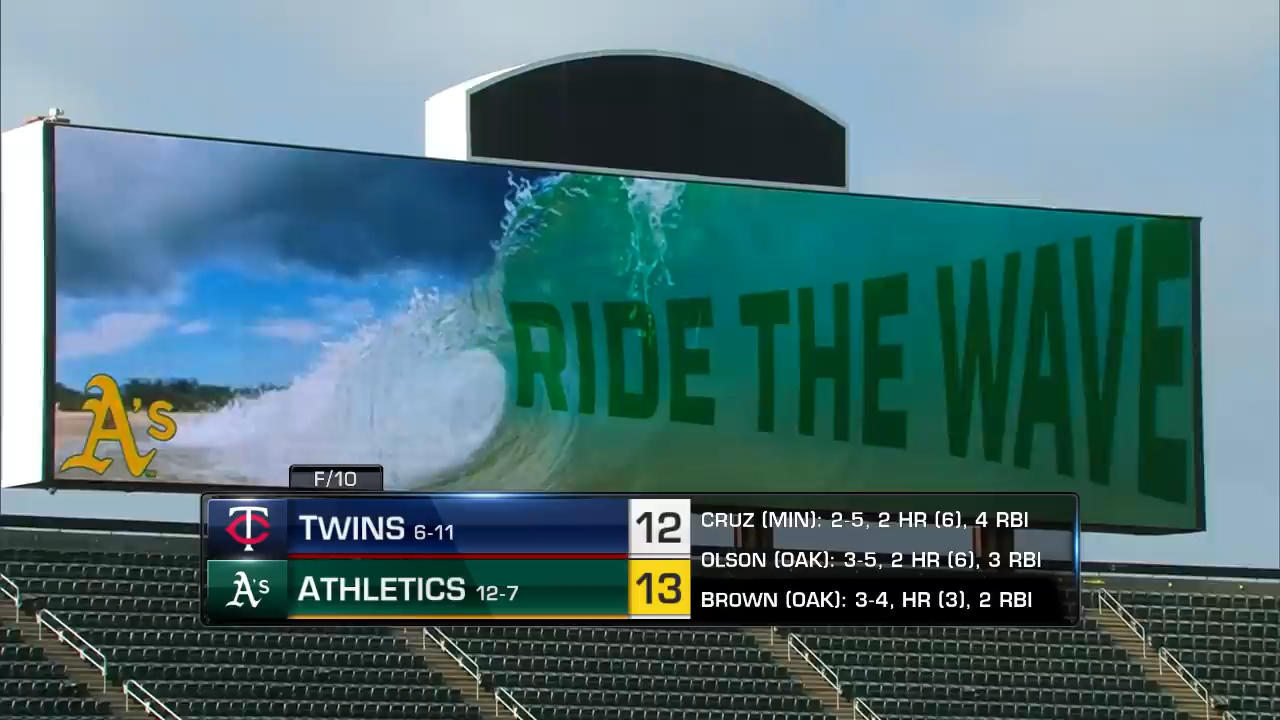 RIDE THE WAVE
A's
F/10
TWINS 6-11 12
CRUZ (MIN): 2-5, 2 HR (6), 4 RBI
OLSON (OAK): 3-5, 2 HR (6), 3 RBI
A's ATHLETICS 12-7 13
BROWN (OAK): 3-4, HR (3), 2 RBI